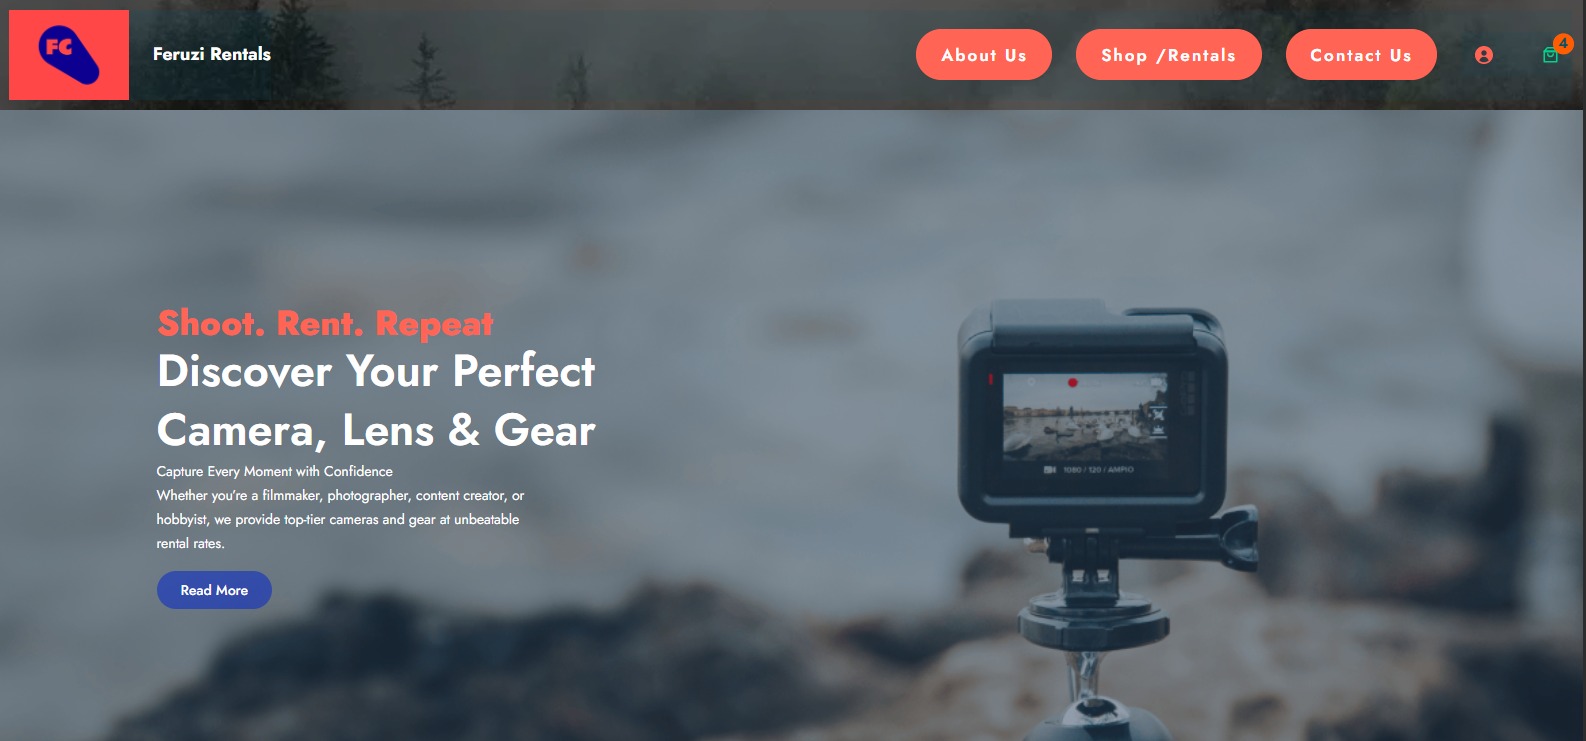 FC
Feruzi Rentals
About Us
Shop /Rentals
Contact Us
4
Shoot. Rent. Repeat
Discover Your Perfect
Camera, Lens & Gear
Capture Every Moment with Confidence
Whether you're a filmmaker, photographer, content creator, or
hobbyist, we provide top-tier cameras and gear at unbeatable
rental rates.
Read More
1080 / 120 / AMPIO